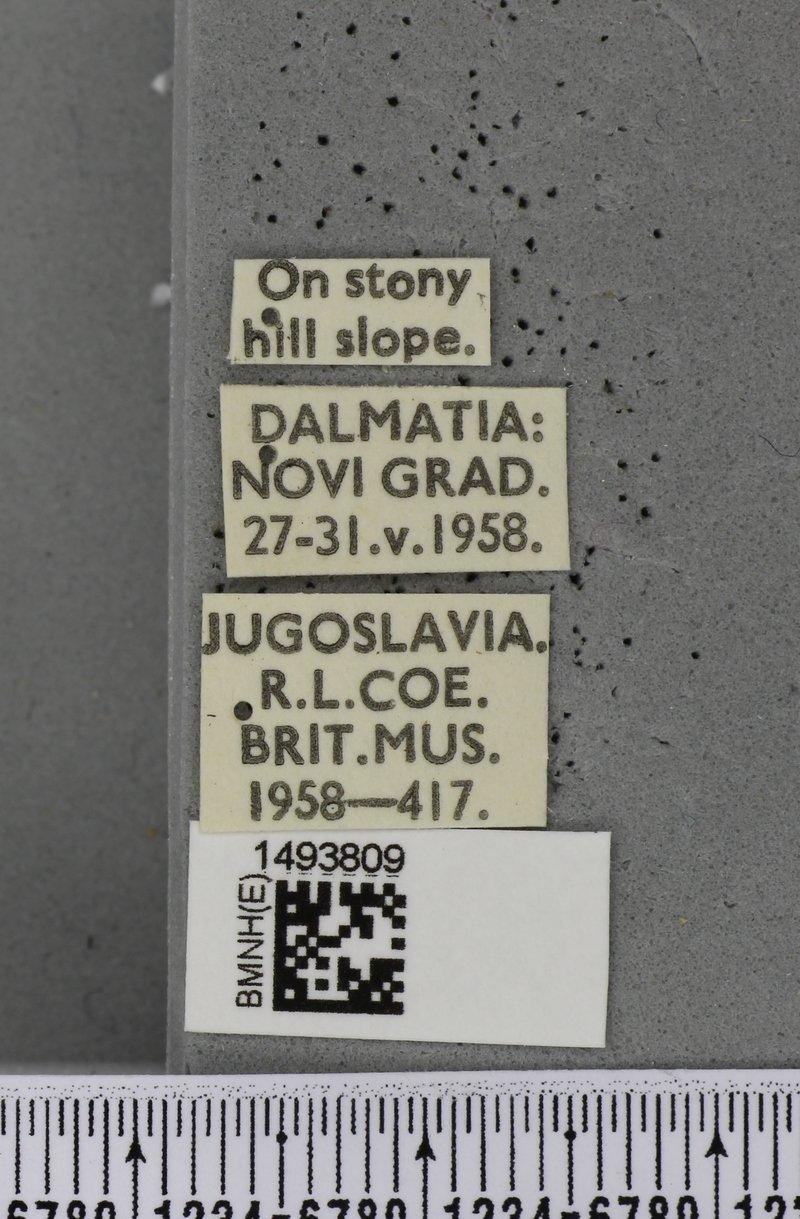 On stony
hill slope.
DALMATIA:
NOVI GRAD.
27-31.v.1958.
JUGOSLAVIA.
R.L.COE.
BRIT.MUS.
1958—417.
1493809
BMNH(E)